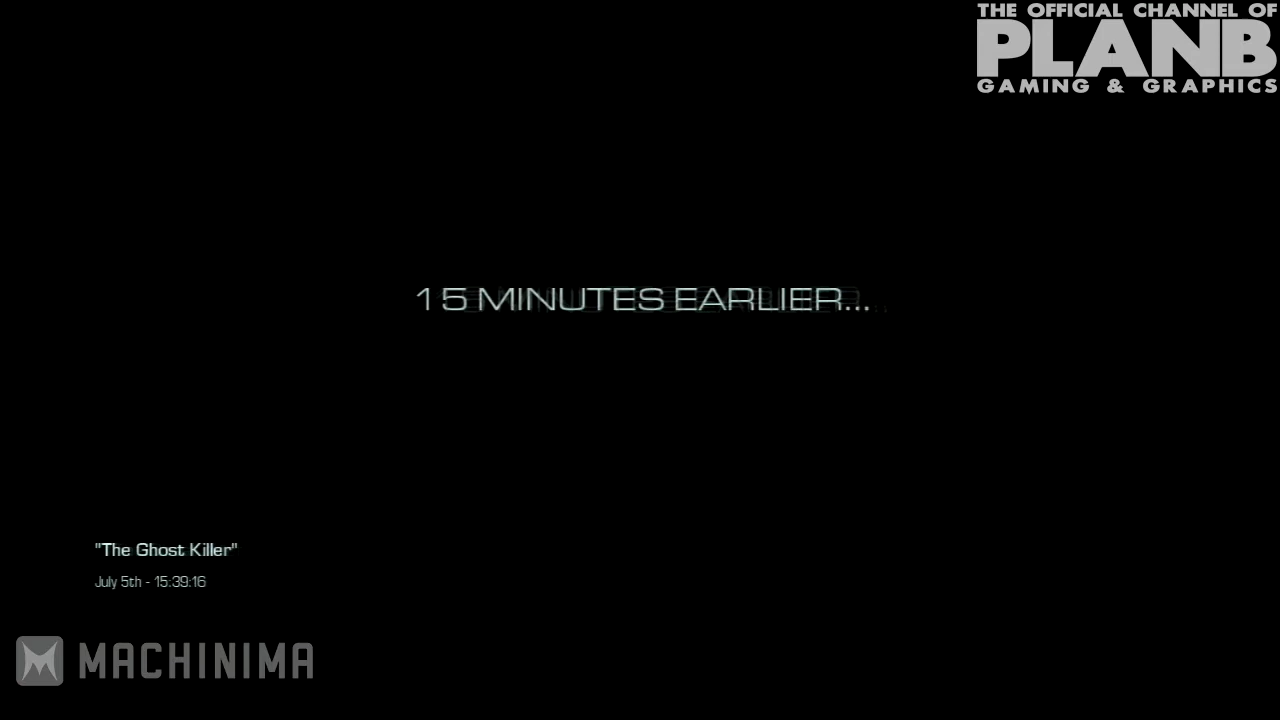 THE OFFICIAL CHANNEL OF
PLANB
GAMING & GRAPHICS
15 MINUTES EARLIER...
"The Ghost Killer"
July 5th - 15:39:16
MACHINIMA